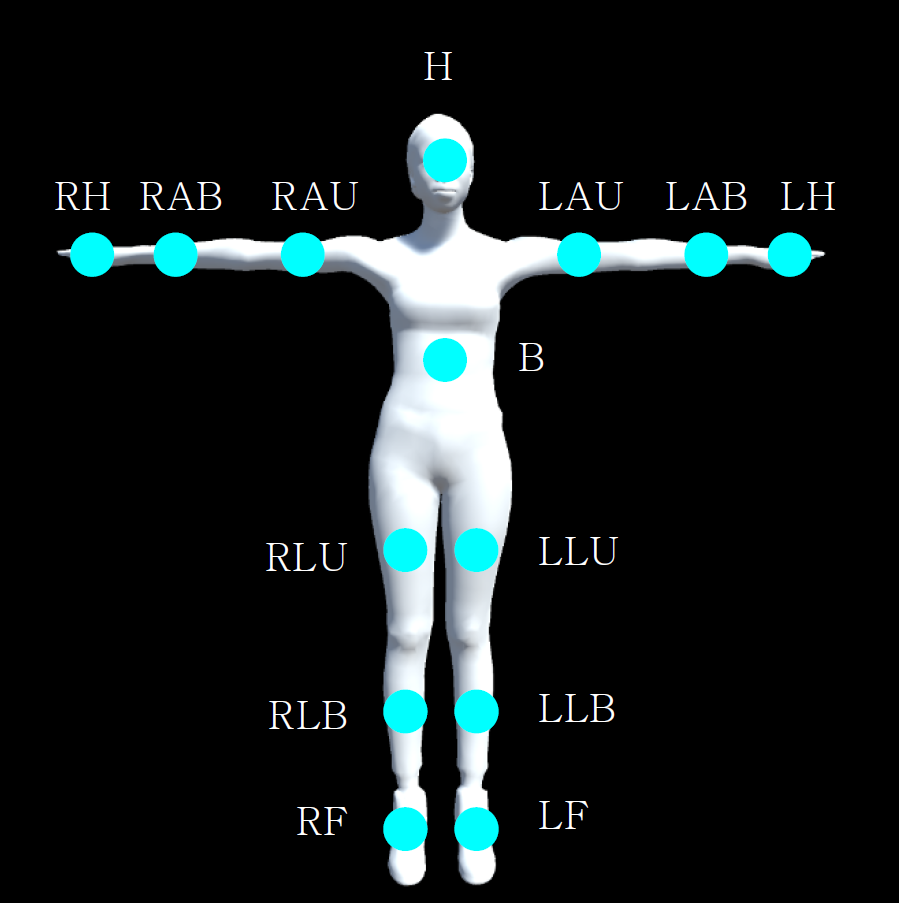 H
RH RAB RAU LAU LAB LH
B
RLU LLU
RLB LLB
RF LF